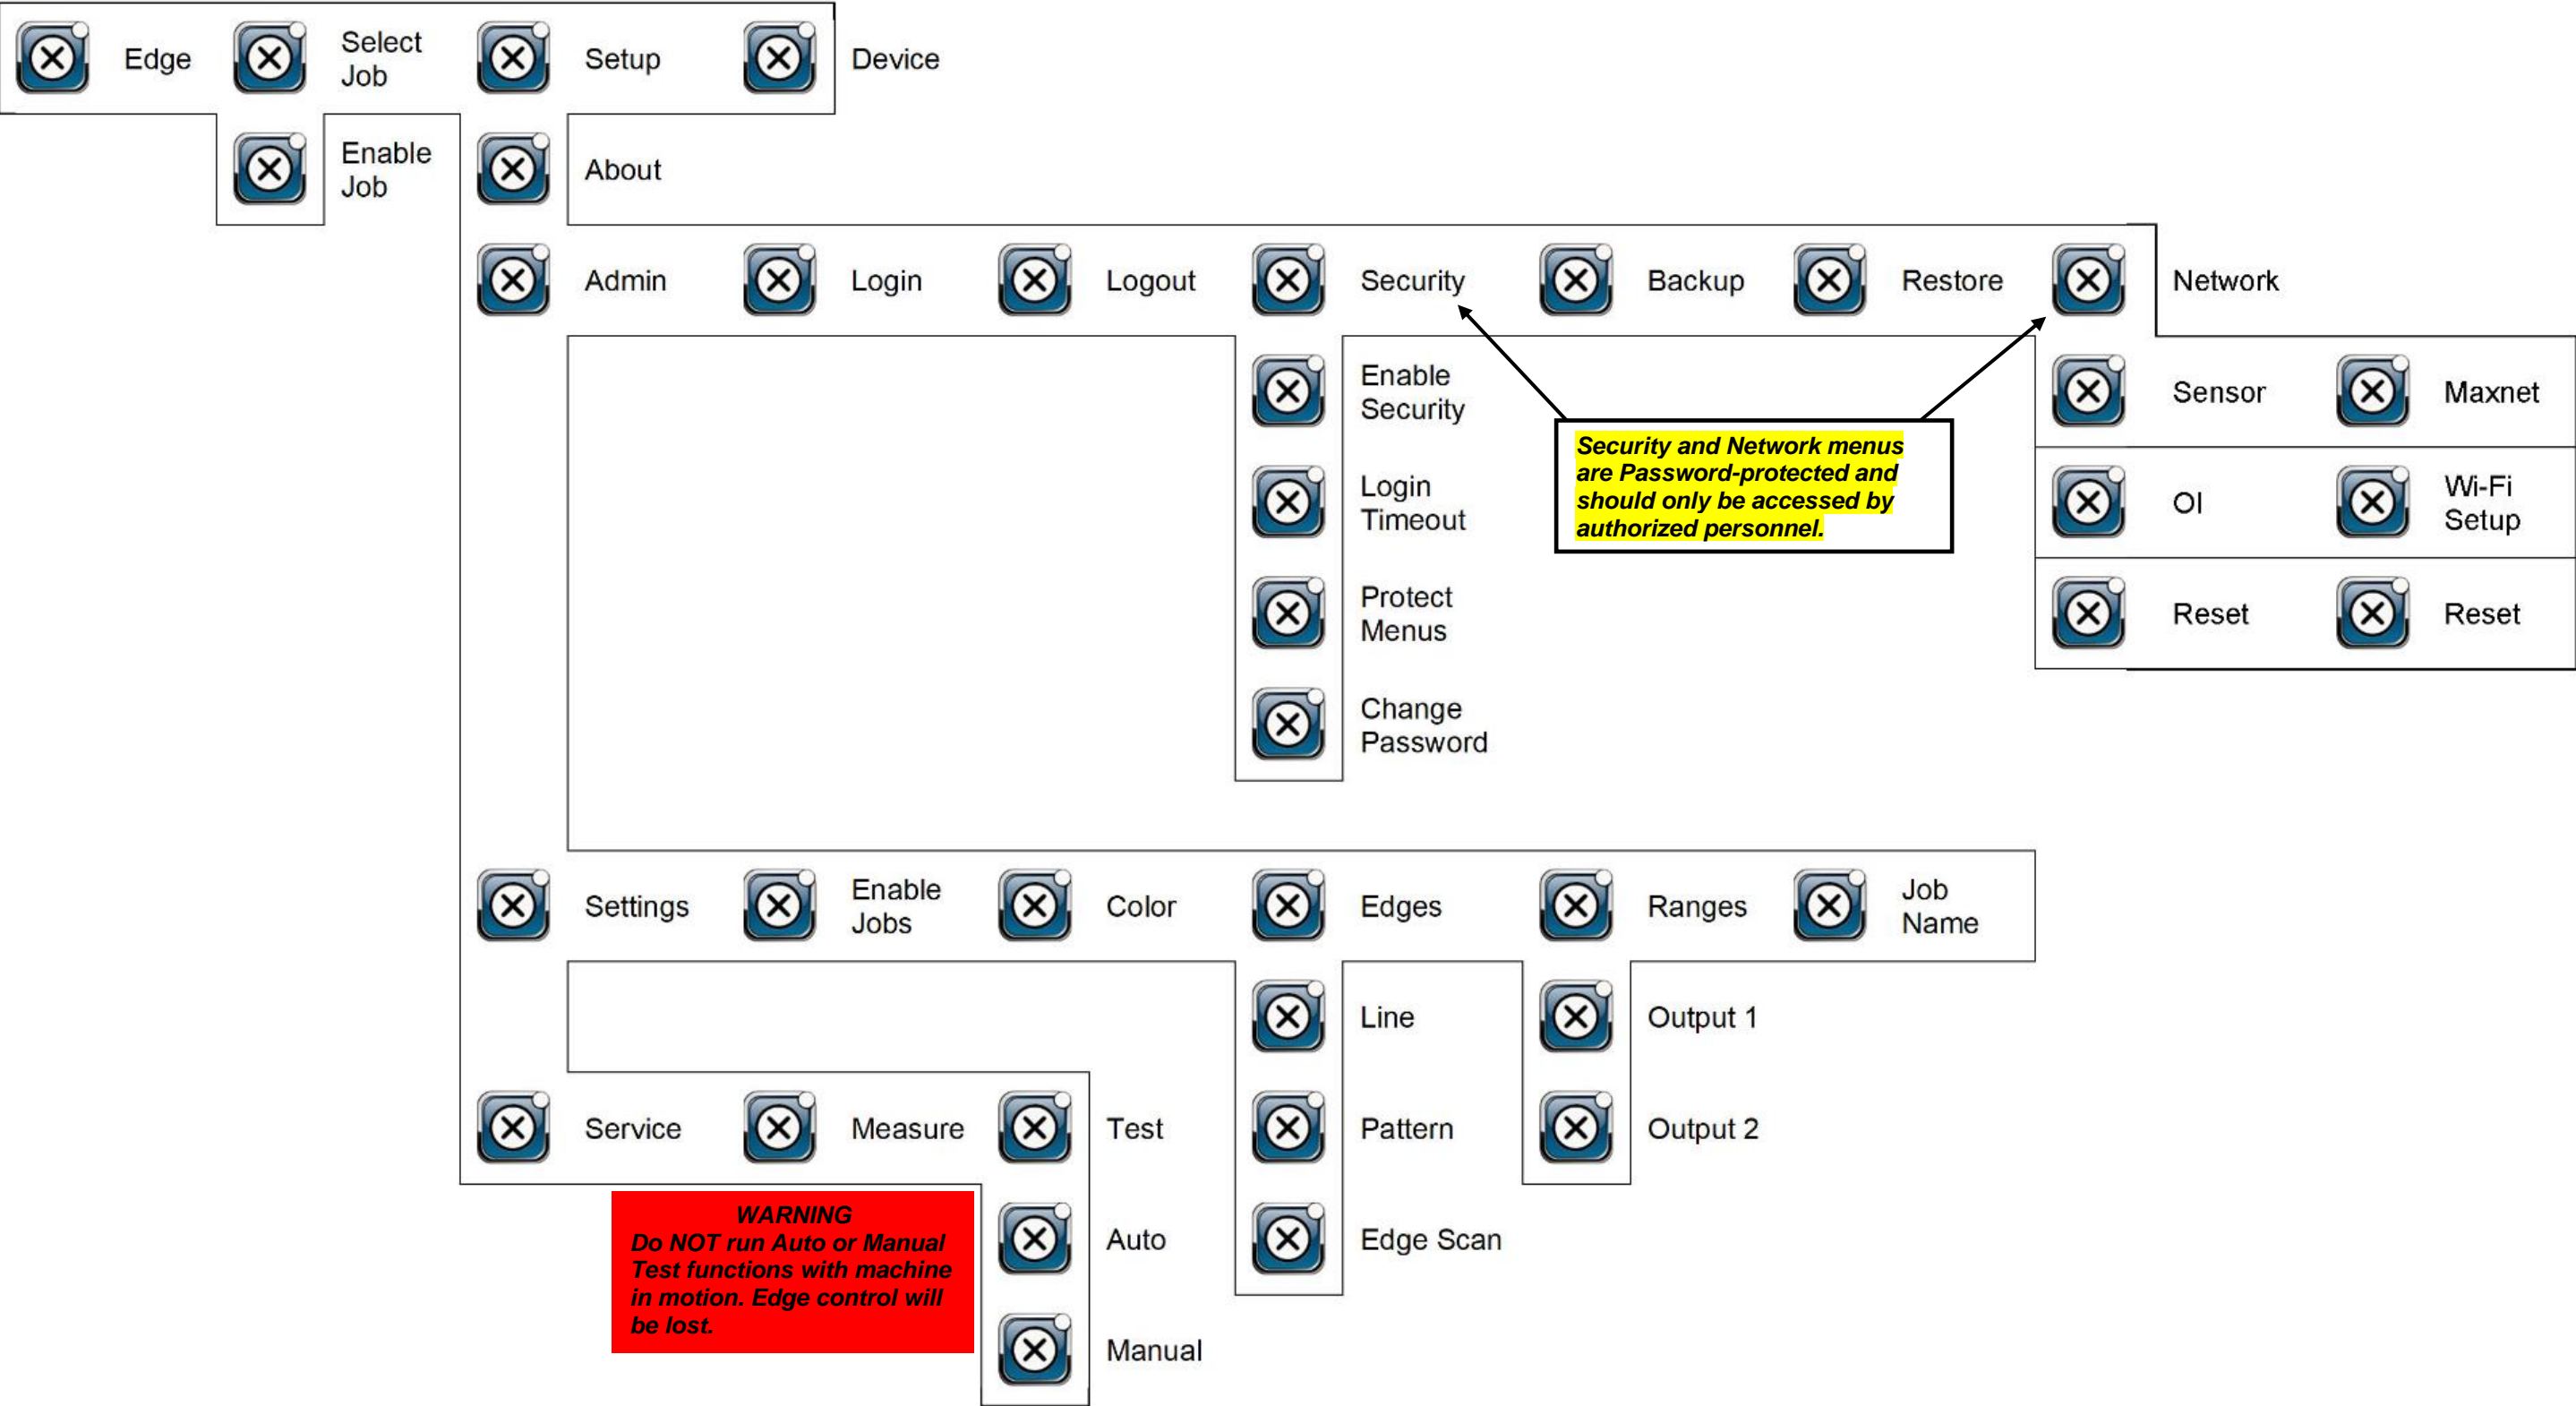 Edge
Select
Job
Setup
Device
Enable
Job
About
Admin
Login
Logout
Security
Backup
Restore
Network
Enable
Security
Sensor
Maxnet
Security and Network menus
are Password-protected and
should only be accessed by
authorized personnel.
Login
Timeout
OI
Wi-Fi
Setup
Protect
Menus
Reset
Reset
Change
Password
Settings
Enable
Jobs
Color
Edges
Ranges
Job
Name
Line
Output 1
Service
Measure
Test
Pattern
Output 2
WARNING
Do NOT run Auto or Manual
Test functions with machine
in motion. Edge control will
be lost.
Auto
Edge Scan
Manual